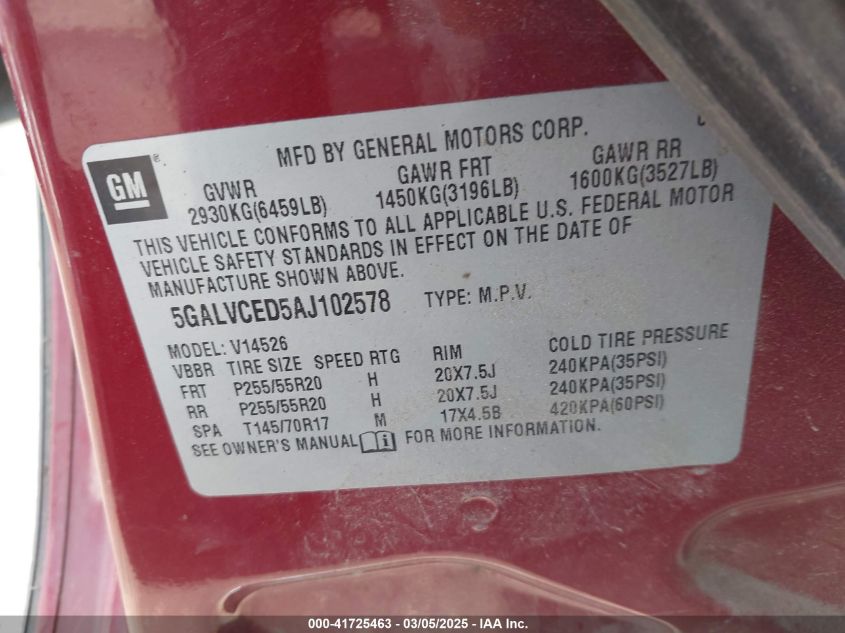 MFD BY GENERAL MOTORS CORP.
GM ®
GVWR GAWR FRT GAWR RR
2930KG(6459LB) 1450KG(3196LB) 1600KG(3527LB)
THIS VEHICLE CONFORMS TO ALL APPLICABLE U.S. FEDERAL MOTOR
VEHICLE SAFETY STANDARDS IN EFFECT ON THE DATE OF
MANUFACTURE SHOWN ABOVE.
5GALVCED5AJ102578 TYPE: M.P.V.
MODEL: V14526
VBBR TIRE SIZE SPEED RTG RIM COLD TIRE PRESSURE
FRT P255/55R20 H 20X7.5J 240KPA(35PSI)
RR P255/55R20 H 20X7.5J 240KPA(35PSI)
SPA T145/70R17 M 17X4.5B 420KPA(60PSI)
SEE OWNER'S MANUAL FOR MORE INFORMATION.
000-41725463 - 03/05/2025 - IAA Inc.